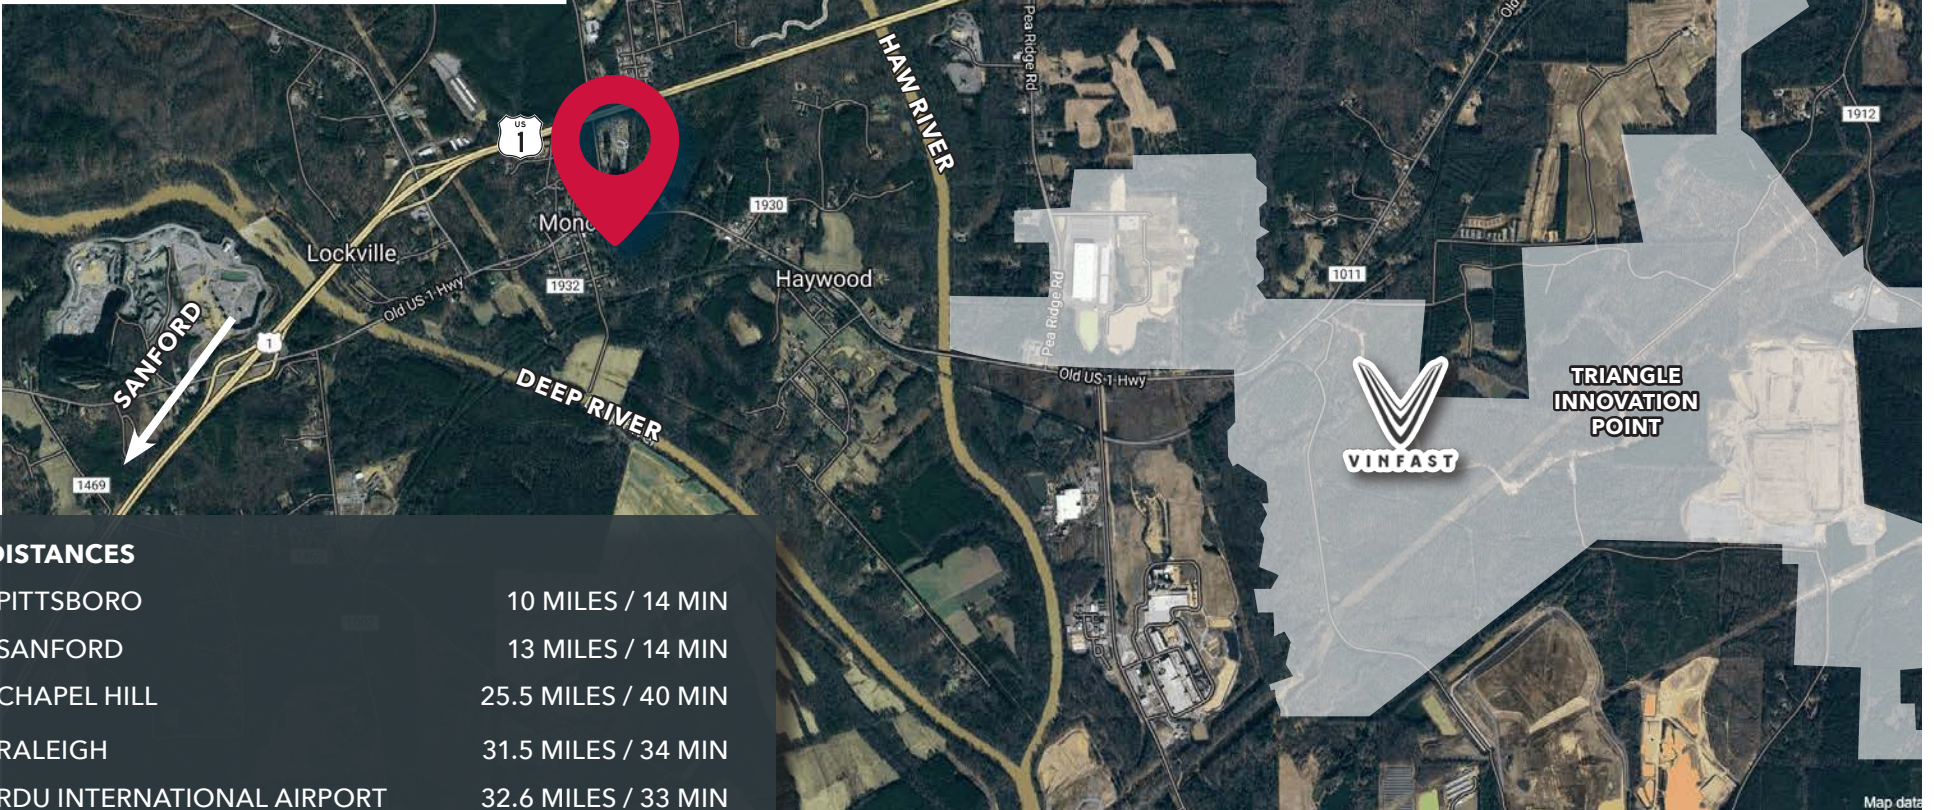 Pea Ridge Rd
HAW RIVER
US
1
1912
1930
Monc
Lockville
Haywood
1932
1011
Old US 1 Hwy
SANFORD
1
Pea Ridge Rd
Old US 1 Hwy
DEEP RIVER
TRIANGLE
INNOVATION
POINT
VINFAST
1469
DISTANCES
PITTSBORO 10 MILES / 14 MIN
SANFORD 13 MILES / 14 MIN
CHAPEL HILL 25.5 MILES / 40 MIN
RALEIGH 31.5 MILES / 34 MIN
RDU INTERNATIONAL AIRPORT 32.6 MILES / 33 MIN
Map data